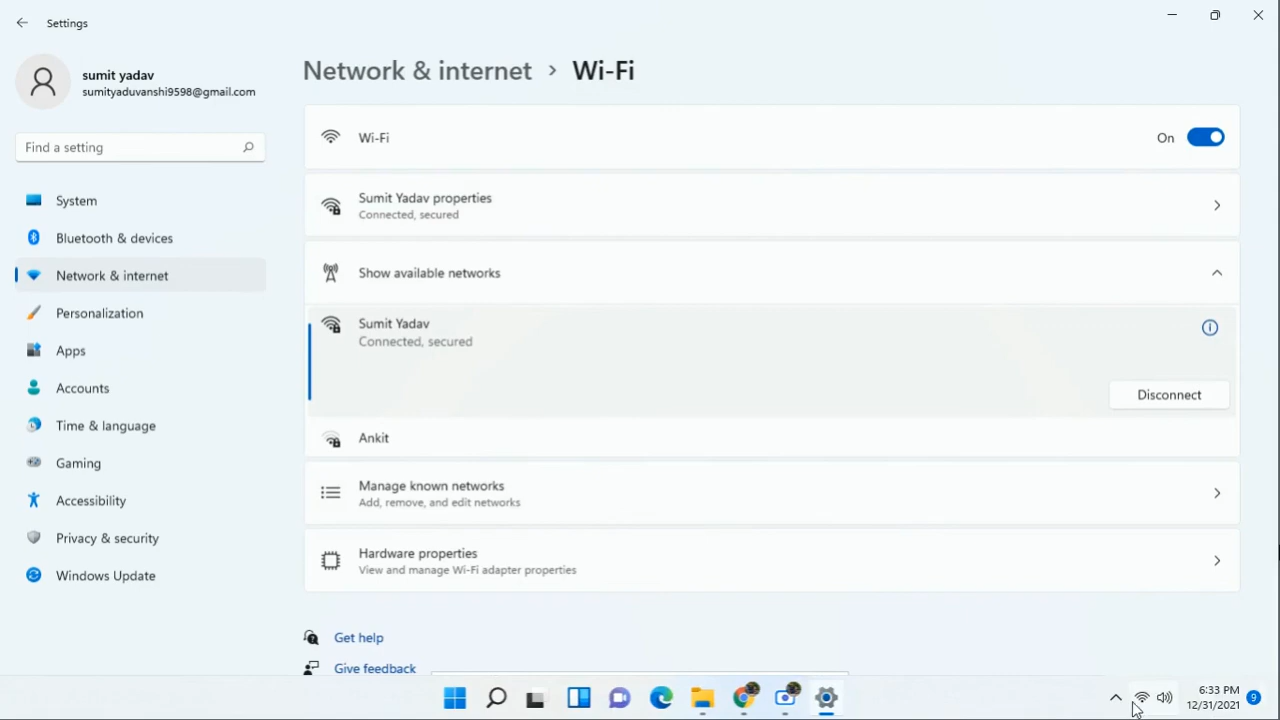 Settings
sumit yadav
sumityaduvanshi9598@gmail.com
Find a setting
System
Bluetooth & devices
Network & internet
Personalization
Apps
Accounts
Time & language
Gaming
Accessibility
Privacy & security
Windows Update
Network & internet > Wi-Fi
Wi-Fi
On
Sumit Yadav properties
Connected, secured
Show available networks
Sumit Yadav
Connected, secured
Disconnect
Ankit
Manage known networks
Add, remove, and edit networks
Hardware properties
View and manage Wi-Fi adapter properties
Get help
Give feedback
6:33 PM
12/31/2021
9